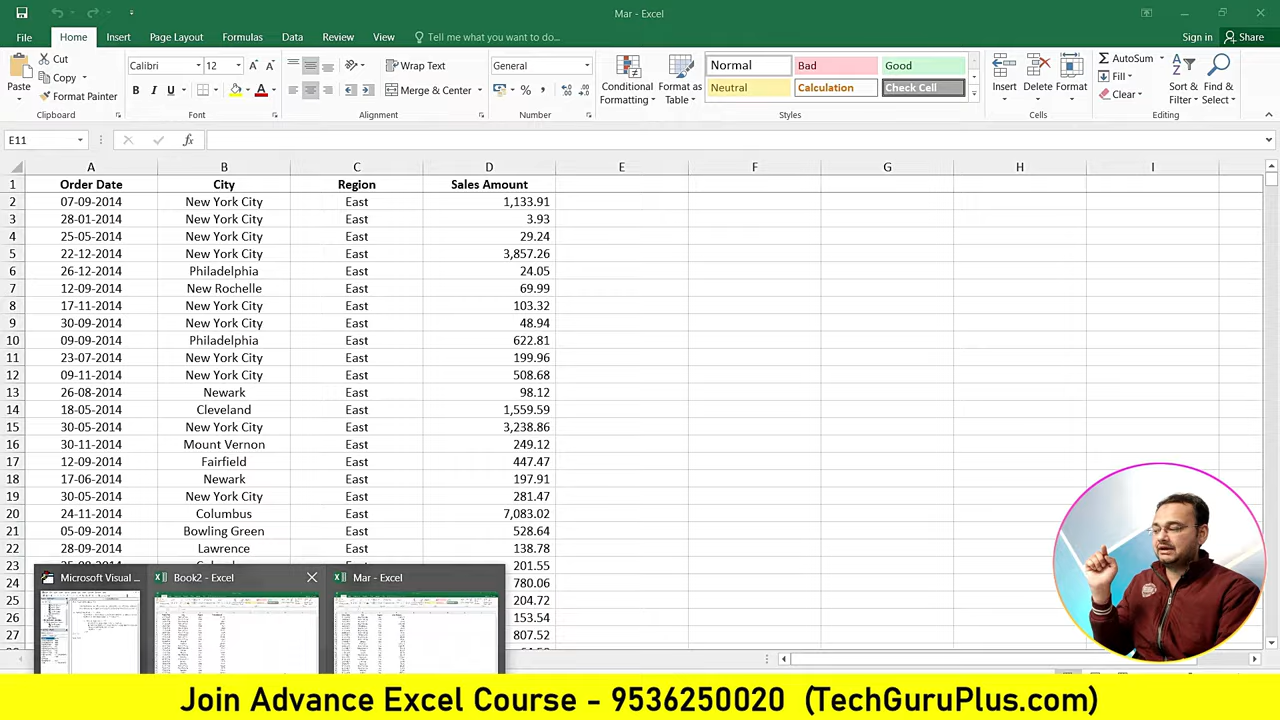 Mar - Excel
File Home Insert Page Layout Formulas Data Review View Tell me what you want to do... Sign in Share
Paste
Cut
Copy
Format Painter
Clipboard
Calibri 12
B I U
Font
Wrap Text
Merge & Center
Alignment
General
Number
Conditional Formatting
Format as Table
Normal Bad Good
Neutral Calculation Check Cell
Styles
Insert Delete Format
Cells
AutoSum
Fill
Clear
Sort & Filter
Find & Select
Editing
E11 fx
A B C D E F G H I
1 Order Date City Region Sales Amount
2 07-09-2014 New York City East 1,133.91
3 28-01-2014 New York City East 3.93
4 25-05-2014 New York City East 29.24
5 22-12-2014 New York City East 3,857.26
6 26-12-2014 Philadelphia East 24.05
7 12-09-2014 New Rochelle East 69.99
8 17-11-2014 New York City East 103.32
9 30-09-2014 New York City East 48.94
10 09-09-2014 Philadelphia East 622.81
11 23-07-2014 New York City East 199.96
12 09-11-2014 New York City East 508.68
13 26-08-2014 Newark East 98.12
14 18-05-2014 Cleveland East 1,559.59
15 30-05-2014 New York City East 3,238.86
16 30-11-2014 Mount Vernon East 249.12
17 12-09-2014 Fairfield East 447.47
18 17-06-2014 Newark East 197.91
19 30-05-2014 New York City East 281.47
20 24-11-2014 Columbus East 7,083.02
21 05-09-2014 Bowling Green East 528.64
22 28-09-2014 Lawrence East 138.78
23 201.55
24 780.06
25 204.72
26 153.54
27 807.52
Microsoft Visual ... Book2 - Excel Mar - Excel
Join Advance Excel Course - 9536250020 (TechGuruPlus.com)